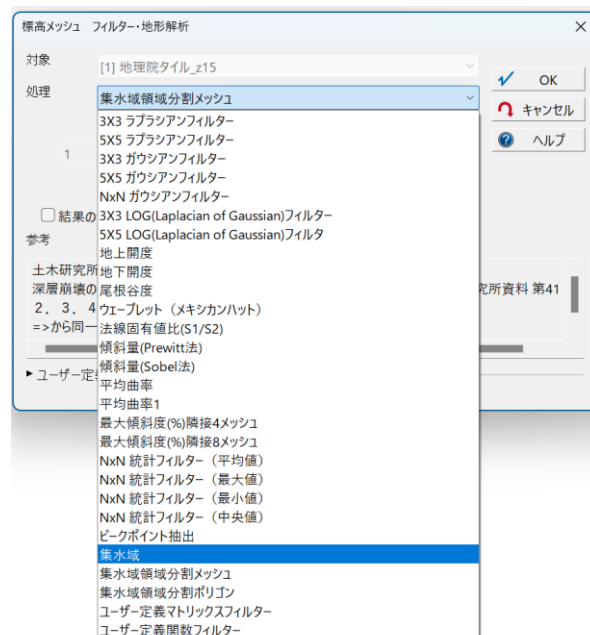 標高メッシュ フィルター・地形解析
対象
[1] 地理院タイル_z15
処理
集水域領域分割メッシュ
OK
キャンセル
ヘルプ
3X3 ラプラシアンフィルター
5X5 ラプラシアンフィルター
3X3 ガウシアンフィルター
5X5 ガウシアンフィルター
NxN ガウシアンフィルター
3X3 LOG(Laplacian of Gaussian)フィルター
5X5 LOG(Laplacian of Gaussian)フィルタ
地上開度
地下開度
尾根谷度
ウェーブレット（メキシカンハット）
法線固有値比(S1/S2)
傾斜量(Prewitt法)
傾斜量(Sobel法)
平均曲率
平均曲率1
最大傾斜度(%)隣接4メッシュ
最大傾斜度(%)隣接8メッシュ
NxN 統計フィルター（平均値）
NxN 統計フィルター（最大値）
NxN 統計フィルター（最小値）
NxN 統計フィルター（中央値）
ピークポイント抽出
集水域
集水域領域分割メッシュ
集水域領域分割ポリゴン
ユーザー定義マトリックスフィルター
ユーザー定義関数フィルター
1
結果の
参考
土木研究所
深層崩壊の
究所資料 第41
２．３．４
=>から同一
ユーザー定